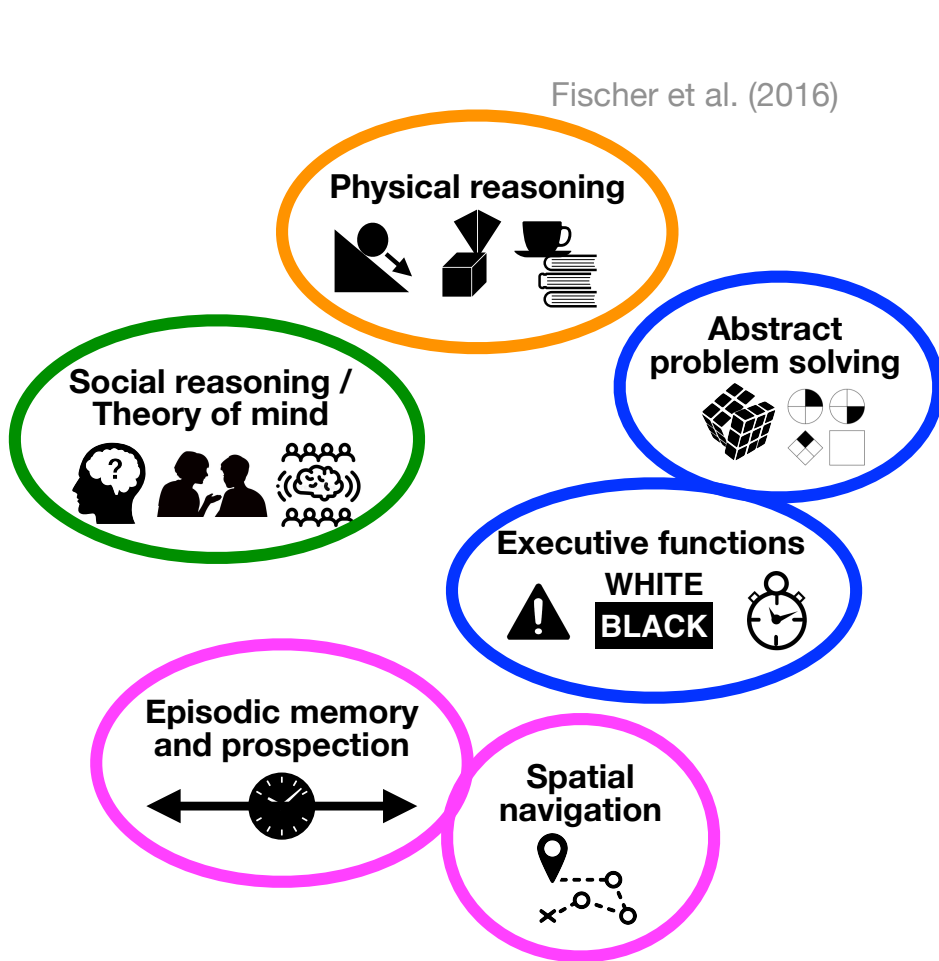 Fischer et al. (2016)
Physical reasoning
Abstract
problem solving
Social reasoning /
Theory of mind
?
Executive functions
WHITE
BLACK
Episodic memory
and prospection
Spatial
navigation